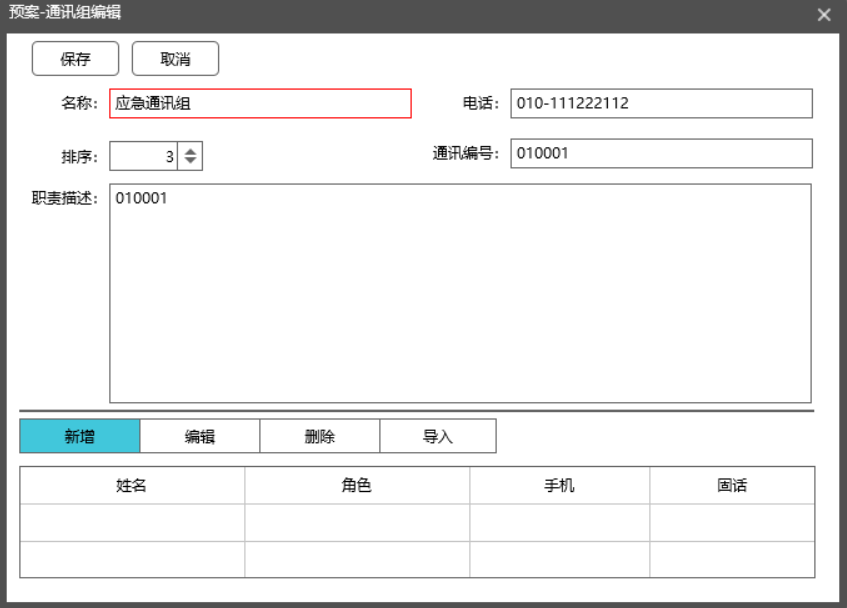 预案-通讯组编辑
保存 取消
名称: 应急通讯组 电话: 010-111222112
排序: 3 通讯编号: 010001
职责描述: 010001
新增 编辑 删除 导入
姓名 角色 手机 固话